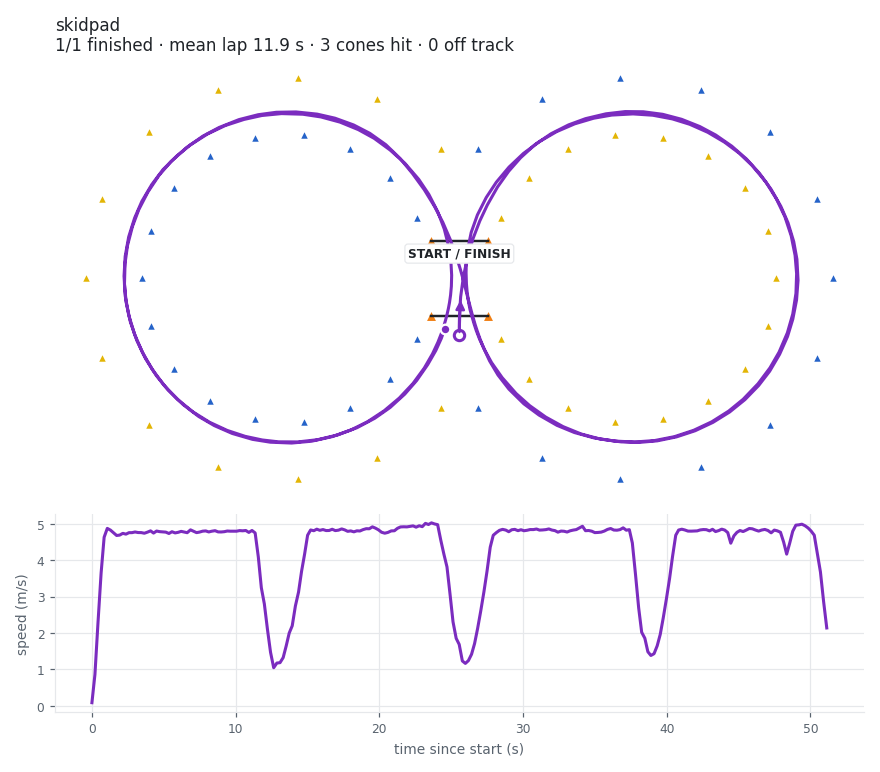 skidpad
1/1 finished · mean lap 11.9 s · 3 cones hit · 0 off track
START / FINISH
5
4
3
2
1
0
speed (m/s)
0 10 20 30 40 50
time since start (s)